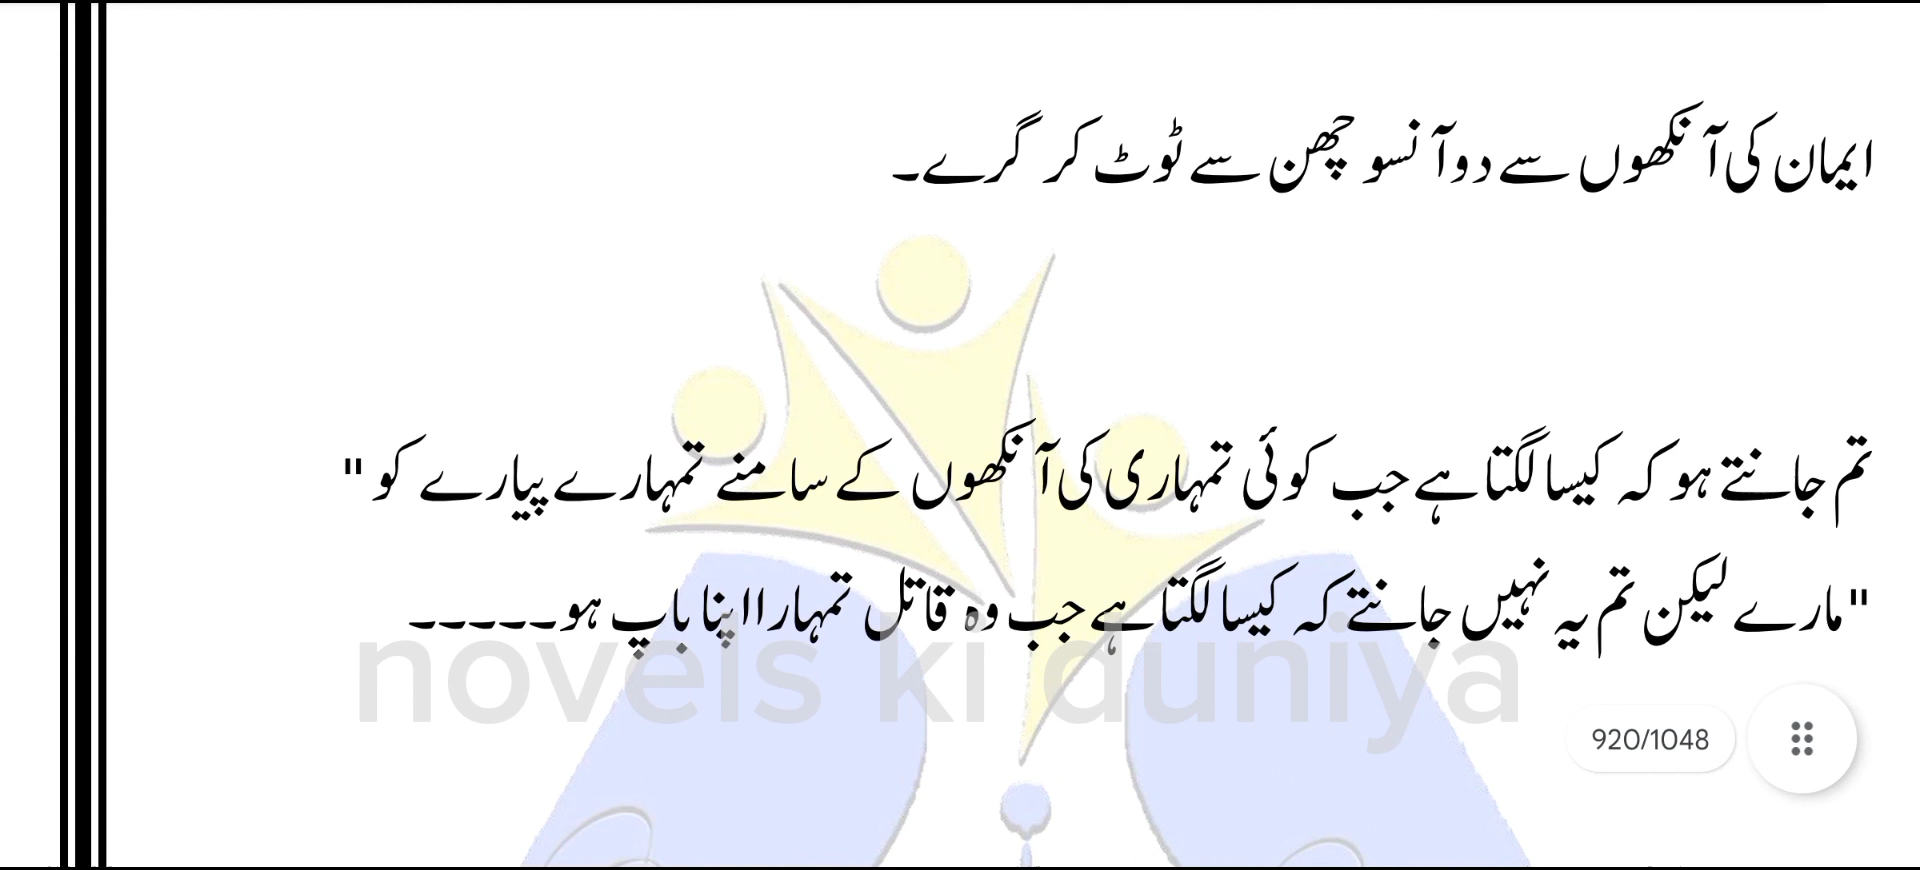 ایمان کی آنکھوں سے دو آنسو چھن سے ٹوٹ کر گرے۔
تم جانتے ہو کہ کیسا لگتا ہے جب کوئی تمہاری کی آنکھوں کے سامنے تمہارے پیارے کو "
"مارے لیکن تم یہ نہیں جانتے کہ کیسا لگتا ہے جب وہ قاتل تمہارا اپنا باپ ہو۔۔۔۔۔
novels ki duniya
920/1048